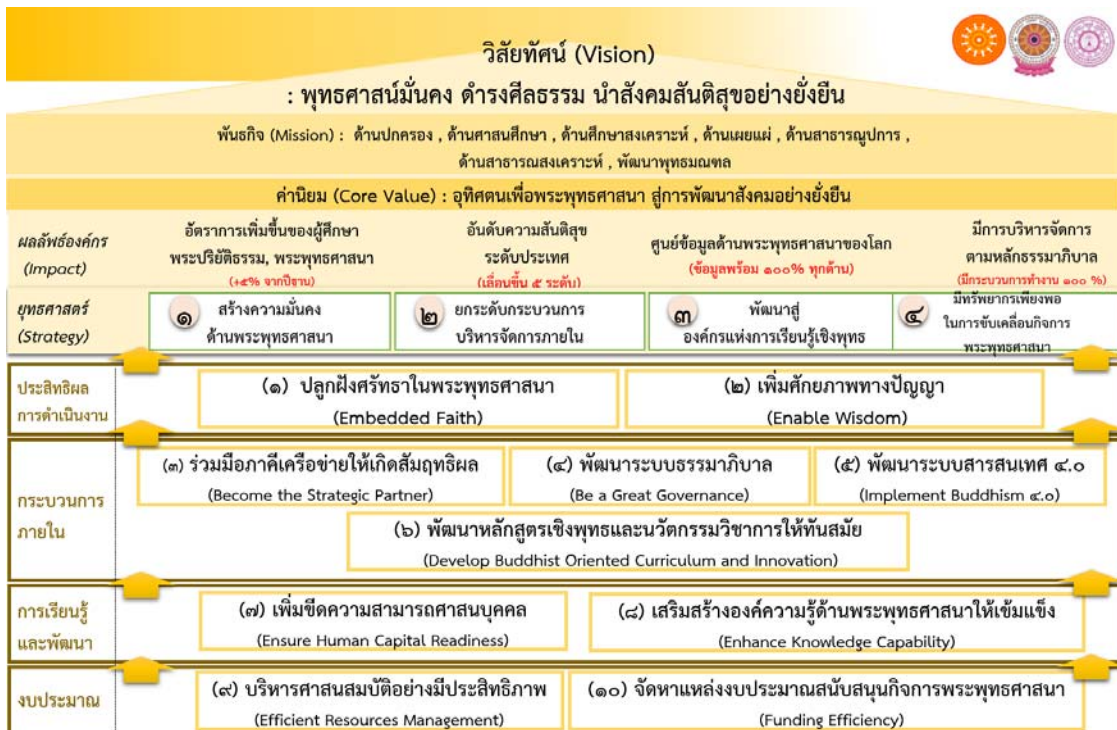 วิสัยทัศน์ (Vision)
: พุทธศาสน์มั่นคง ดำรงศีลธรรม นำสังคมสันติสุขอย่างยั่งยืน
พันธกิจ (Mission) : ด้านปกครอง , ด้านศาสนศึกษา , ด้านศึกษาสงเคราะห์ , ด้านเผยแผ่ , ด้านสาธารณูปการ ,
ด้านสาธารณสงเคราะห์ , พัฒนาพุทธมณฑล
ค่านิยม (Core Value) : อุทิศตนเพื่อพระพุทธศาสนา สู่การพัฒนาสังคมอย่างยั่งยืน
ผลลัพธ์องค์กร
(Impact)
อัตราการเพิ่มขึ้นของผู้ศึกษา
พระปริยัติธรรม, พระพุทธศาสนา
(+๕% จากปีฐาน)
อันดับความสันติสุข
ระดับประเทศ
(เลื่อนขึ้น ๕ ระดับ)
ศูนย์ข้อมูลด้านพระพุทธศาสนาของโลก
(ข้อมูลพร้อม ๑๐๐% ทุกด้าน)
มีการบริหารจัดการ
ตามหลักธรรมาภิบาล
(มีกระบวนการทำงาน ๑๐๐ %)
ยุทธศาสตร์
(Strategy)
๑ สร้างความมั่นคง
ด้านพระพุทธศาสนา
๒ ยกระดับกระบวนการ
บริหารจัดการภายใน
๓ พัฒนาสู่
องค์กรแห่งการเรียนรู้เชิงพุทธ
๔ มีทรัพยากรเพียงพอ
ในการขับเคลื่อนกิจการ
พระพุทธศาสนา
ประสิทธิผล
การดำเนินงาน
(๑) ปลูกฝังศรัทธาในพระพุทธศาสนา
(Embedded Faith)
(๒) เพิ่มศักยภาพทางปัญญา
(Enable Wisdom)
กระบวนการ
ภายใน
(๓) ร่วมมือภาคีเครือข่ายให้เกิดสัมฤทธิผล
(Become the Strategic Partner)
(๔) พัฒนาระบบธรรมาภิบาล
(Be a Great Governance)
(๕) พัฒนาระบบสารสนเทศ ๔.๐
(Implement Buddhism ๔.๐)
(๖) พัฒนาหลักสูตรเชิงพุทธและนวัตกรรมวิชาการให้ทันสมัย
(Develop Buddhist Oriented Curriculum and Innovation)
การเรียนรู้
และพัฒนา
(๗) เพิ่มขีดความสามารถศาสนบุคคล
(Ensure Human Capital Readiness)
(๘) เสริมสร้างองค์ความรู้ด้านพระพุทธศาสนาให้เข้มแข็ง
(Enhance Knowledge Capability)
งบประมาณ
(๙) บริหารศาสนสมบัติอย่างมีประสิทธิภาพ
(Efficient Resources Management)
(๑๐) จัดหาแหล่งงบประมาณสนับสนุนกิจการพระพุทธศาสนา
(Funding Efficiency)